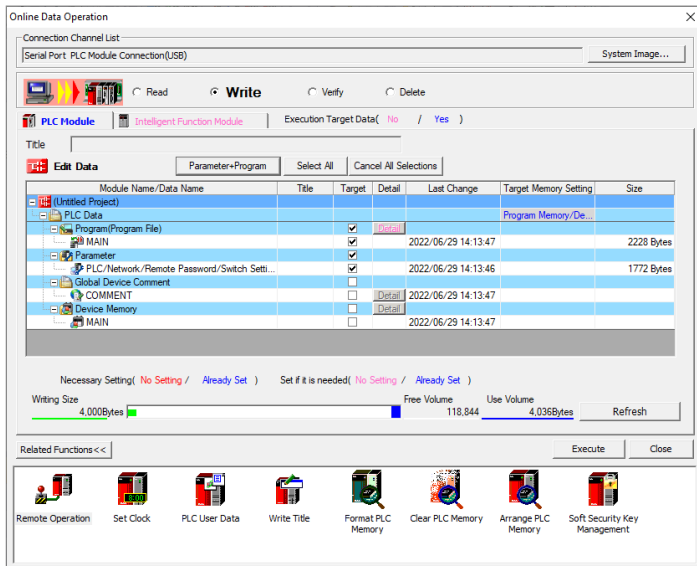 Online Data Operation
Connection Channel List
Serial Port PLC Module Connection(USB)
System Image...
Read Write Verify Delete
PLC Module Intelligent Function Module Execution Target Data( No / Yes )
Title
Edit Data Parameter+Program Select All Cancel All Selections
Module Name/Data Name Title Target Detail Last Change Target Memory Setting Size
(Untitled Project)
PLC Data Program Memory/De...
Program(Program File) Detail
MAIN 2022/06/29 14:13:47 2228 Bytes
Parameter
PLC/Network/Remote Password/Switch Setti... 2022/06/29 14:13:46 1772 Bytes
Global Device Comment
COMMENT Detail 2022/06/29 14:13:47
Device Memory Detail
MAIN 2022/06/29 14:13:47
Necessary Setting( No Setting / Already Set ) Set if it is needed( No Setting / Already Set )
Writing Size Free Volume Use Volume
4,000Bytes 118,844 4,036Bytes Refresh
Related Functions<< Execute Close
Remote Operation Set Clock PLC User Data Write Title Format PLC Memory Clear PLC Memory Arrange PLC Memory Soft Security Key Management